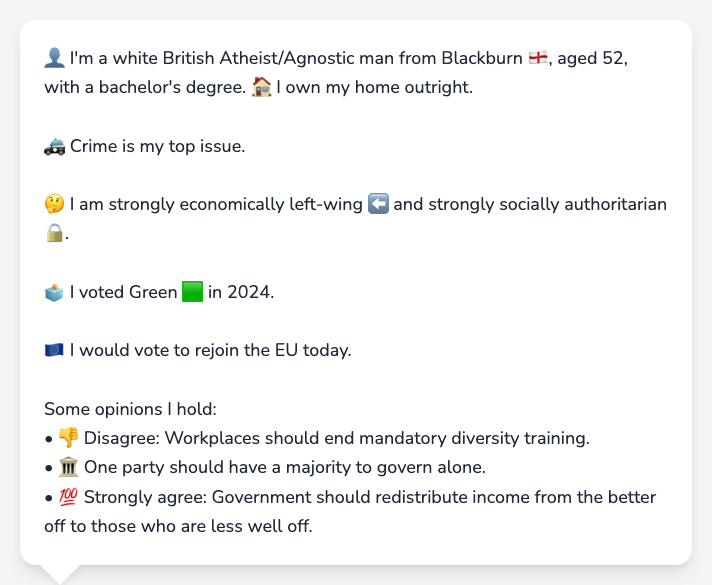 👤 I'm a white British Atheist/Agnostic man from Blackburn 🏴󠁧󠁢󠁥󠁮󠁧󠁿, aged 52,
with a bachelor's degree. 🏠 I own my home outright.
🚓 Crime is my top issue.
🤔 I am strongly economically left-wing ⬅️ and strongly socially authoritarian
🔒.
🗳️ I voted Green 🟩 in 2024.
🇪🇺 I would vote to rejoin the EU today.
Some opinions I hold:
• 👎 Disagree: Workplaces should end mandatory diversity training.
• 🏛️ One party should have a majority to govern alone.
• 💯 Strongly agree: Government should redistribute income from the better
off to those who are less well off.